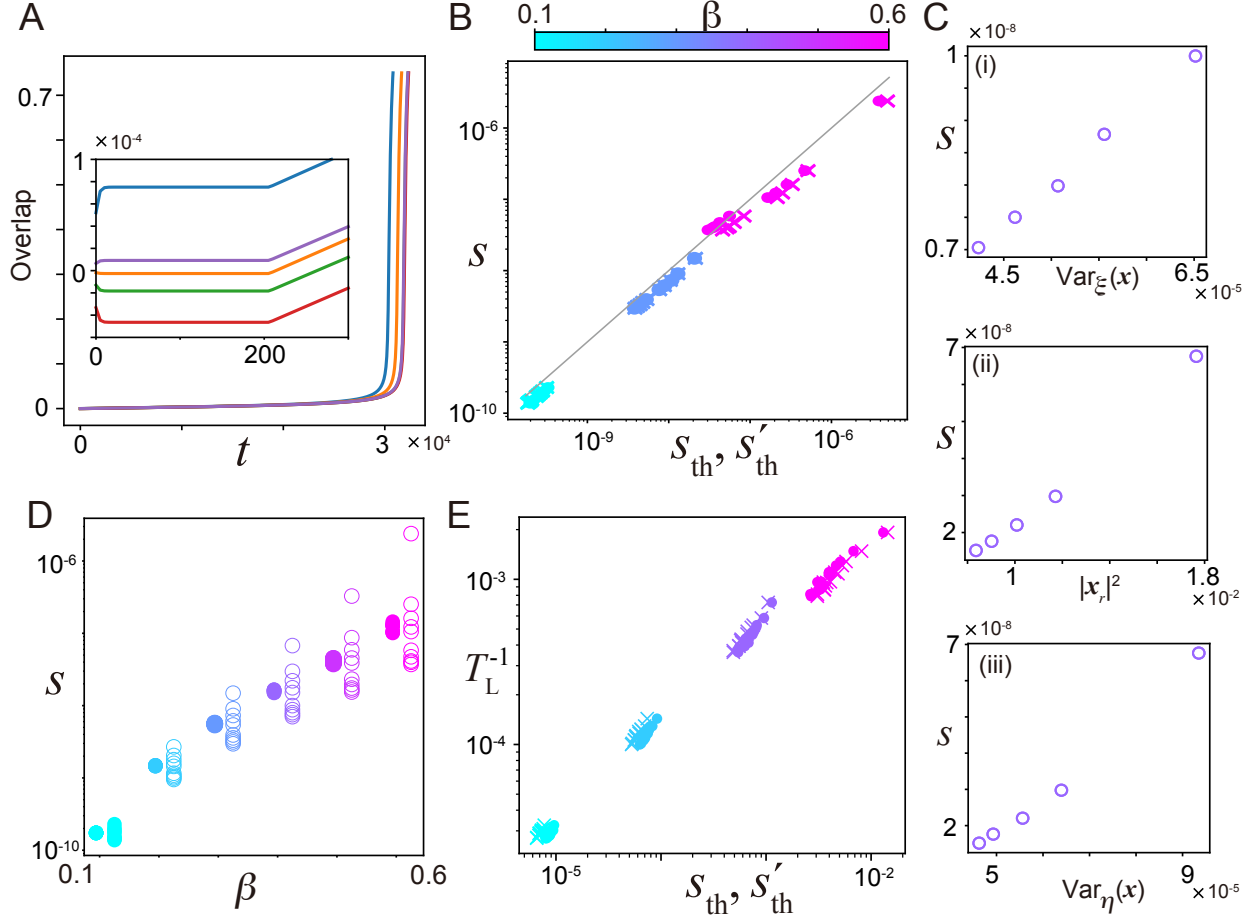 A
0.7
Overlap
× 10⁻⁴
1
0
0
200
0
0
t
3
× 10⁴
B
0.1
β
0.6
10⁻⁶
s
10⁻¹⁰
10⁻⁹
10⁻⁶
s_th, s′_th
C
× 10⁻⁸
1
(i)
s
0.7
4.5
6.5
Var_ξ(x)
× 10⁻⁵
× 10⁻⁸
7
(ii)
s
2
1
1.8
|x_r|²
× 10⁻²
× 10⁻⁸
7
(iii)
s
2
5
9
Var_η(x)
× 10⁻⁵
D
10⁻⁶
s
10⁻¹⁰
0.1
β
0.6
E
10⁻³
T_L⁻¹
10⁻⁴
10⁻⁵
10⁻²
s_th, s′_th